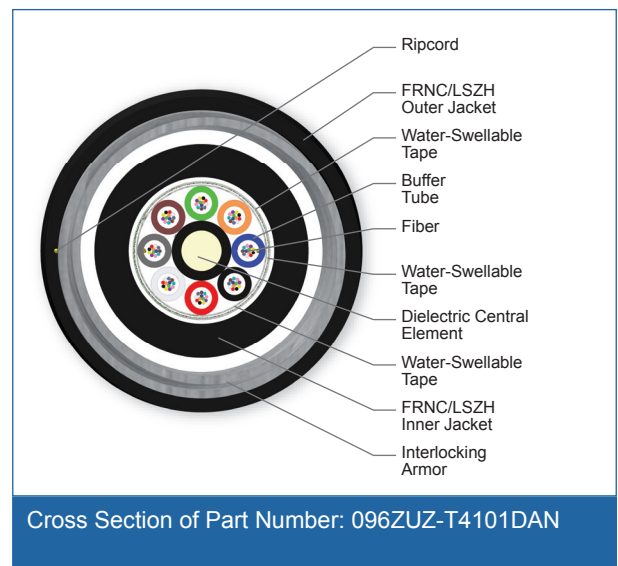 Ripcord
FRNC/LSZH
Outer Jacket
Water-Swellable
Tape
Buffer
Tube
Fiber
Water-Swellable
Tape
Dielectric Central
Element
Water-Swellable
Tape
FRNC/LSZH
Inner Jacket
Interlocking
Armor
Cross Section of Part Number: 096ZUZ-T4101DAN